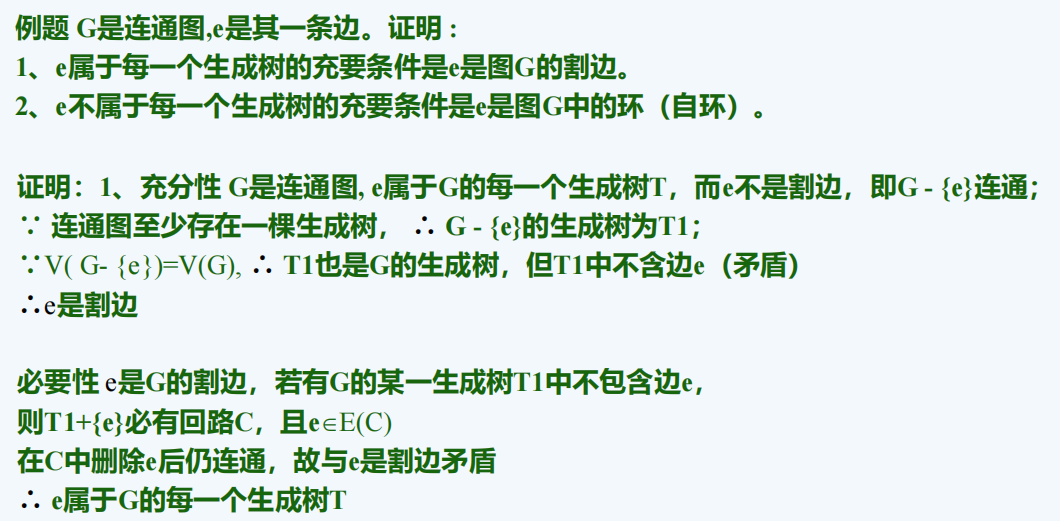 例题 G是连通图,e是其一条边。证明 :
1、e属于每一个生成树的充要条件是e是图G的割边。
2、e不属于每一个生成树的充要条件是e是图G中的环（自环）。
证明：1、充分性 G是连通图, e属于G的每一个生成树T，而e不是割边，即G - {e}连通；
∵ 连通图至少存在一棵生成树， ∴ G - {e}的生成树为T1；
∵V( G- {e})=V(G), ∴ T1也是G的生成树，但T1中不含边e（矛盾）
∴e是割边
必要性 e是G的割边，若有G的某一生成树T1中不包含边e，
则T1+{e}必有回路C，且e∈E(C)
在C中删除e后仍连通，故与e是割边矛盾
∴ e属于G的每一个生成树T